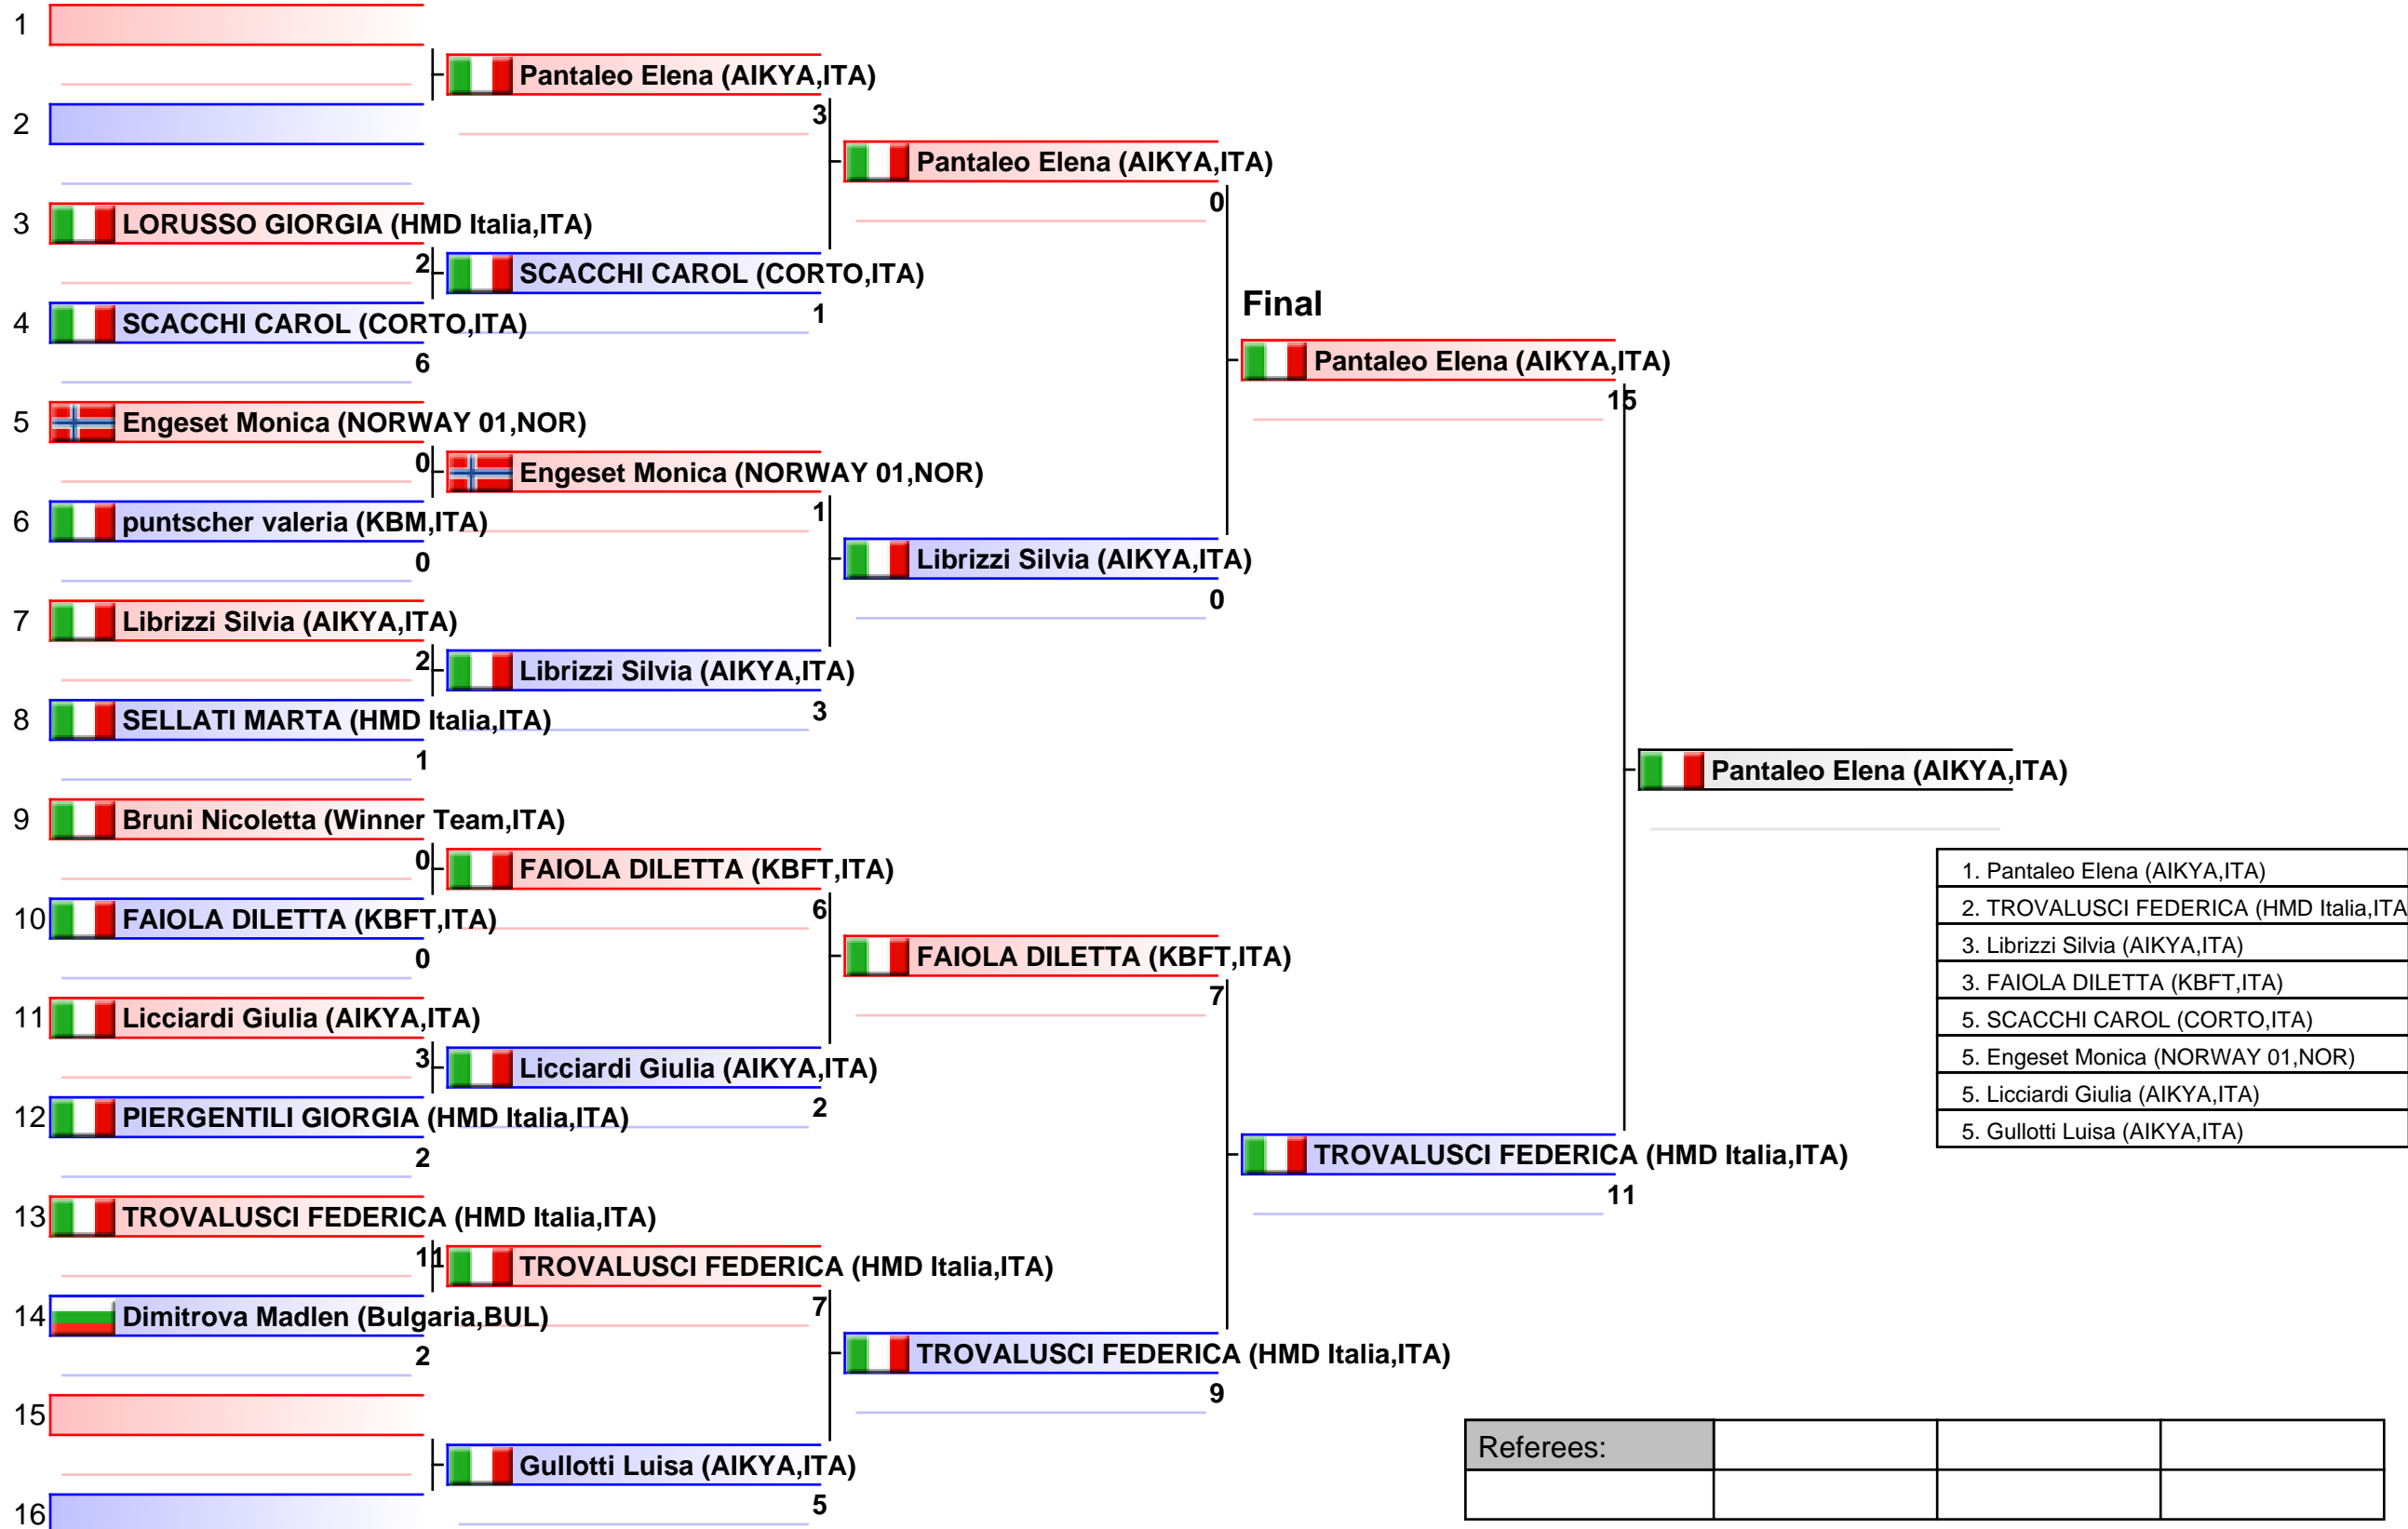 1
Pantaleo Elena (AIKYA,ITA)
3
2
Pantaleo Elena (AIKYA,ITA)
0
3
LORUSSO GIORGIA (HMD Italia,ITA)
2
SCACCHI CAROL (CORTO,ITA)
1
4
SCACCHI CAROL (CORTO,ITA)
6
Final
Pantaleo Elena (AIKYA,ITA)
15
5
Engeset Monica (NORWAY 01,NOR)
0
Engeset Monica (NORWAY 01,NOR)
1
6
puntscher valeria (KBM,ITA)
0
Librizzi Silvia (AIKYA,ITA)
0
7
Librizzi Silvia (AIKYA,ITA)
2
Librizzi Silvia (AIKYA,ITA)
3
8
SELLATI MARTA (HMD Italia,ITA)
1
Pantaleo Elena (AIKYA,ITA)
9
Bruni Nicoletta (Winner Team,ITA)
0
FAIOLA DILETTA (KBFT,ITA)
6
10
FAIOLA DILETTA (KBFT,ITA)
0
FAIOLA DILETTA (KBFT,ITA)
7
11
Licciardi Giulia (AIKYA,ITA)
3
Licciardi Giulia (AIKYA,ITA)
2
12
PIERGENTILI GIORGIA (HMD Italia,ITA)
2
TROVALUSCI FEDERICA (HMD Italia,ITA)
11
13
TROVALUSCI FEDERICA (HMD Italia,ITA)
11
TROVALUSCI FEDERICA (HMD Italia,ITA)
7
14
Dimitrova Madlen (Bulgaria,BUL)
2
TROVALUSCI FEDERICA (HMD Italia,ITA)
9
15
Gullotti Luisa (AIKYA,ITA)
5
16
1. Pantaleo Elena (AIKYA,ITA)
2. TROVALUSCI FEDERICA (HMD Italia,ITA
3. Librizzi Silvia (AIKYA,ITA)
3. FAIOLA DILETTA (KBFT,ITA)
5. SCACCHI CAROL (CORTO,ITA)
5. Engeset Monica (NORWAY 01,NOR)
5. Licciardi Giulia (AIKYA,ITA)
5. Gullotti Luisa (AIKYA,ITA)
Referees: